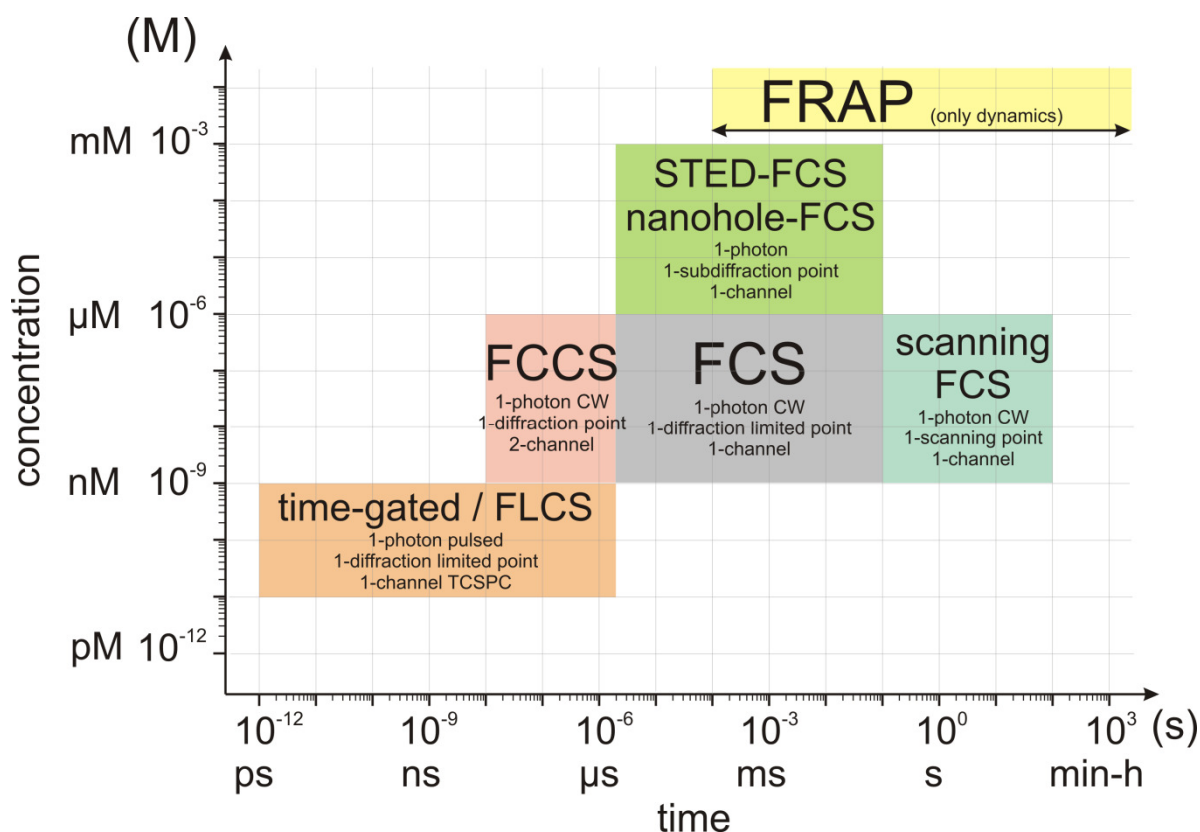 (M)
concentration
mM 10⁻³
µM 10⁻⁶
nM 10⁻⁹
pM 10⁻¹²
FRAP (only dynamics)
STED-FCS
nanohole-FCS
1-photon
1-subdiffraction point
1-channel
FCCS
1-photon CW
1-diffraction point
2-channel
FCS
1-photon CW
1-diffraction limited point
1-channel
scanning
FCS
1-photon CW
1-scanning point
1-channel
time-gated / FLCS
1-photon pulsed
1-diffraction limited point
1-channel TCSPC
10⁻¹² 10⁻⁹ 10⁻⁶ 10⁻³ 10⁰ 10³ (s)
ps ns µs ms s min-h
time